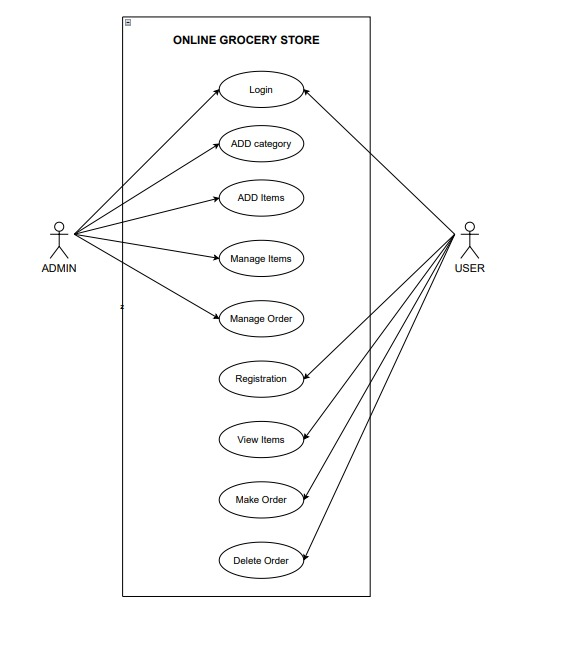 ONLINE GROCERY STORE
Login
ADD category
ADD Items
ADMIN
USER
Manage Items
z
Manage Order
Registration
View Items
Make Order
Delete Order